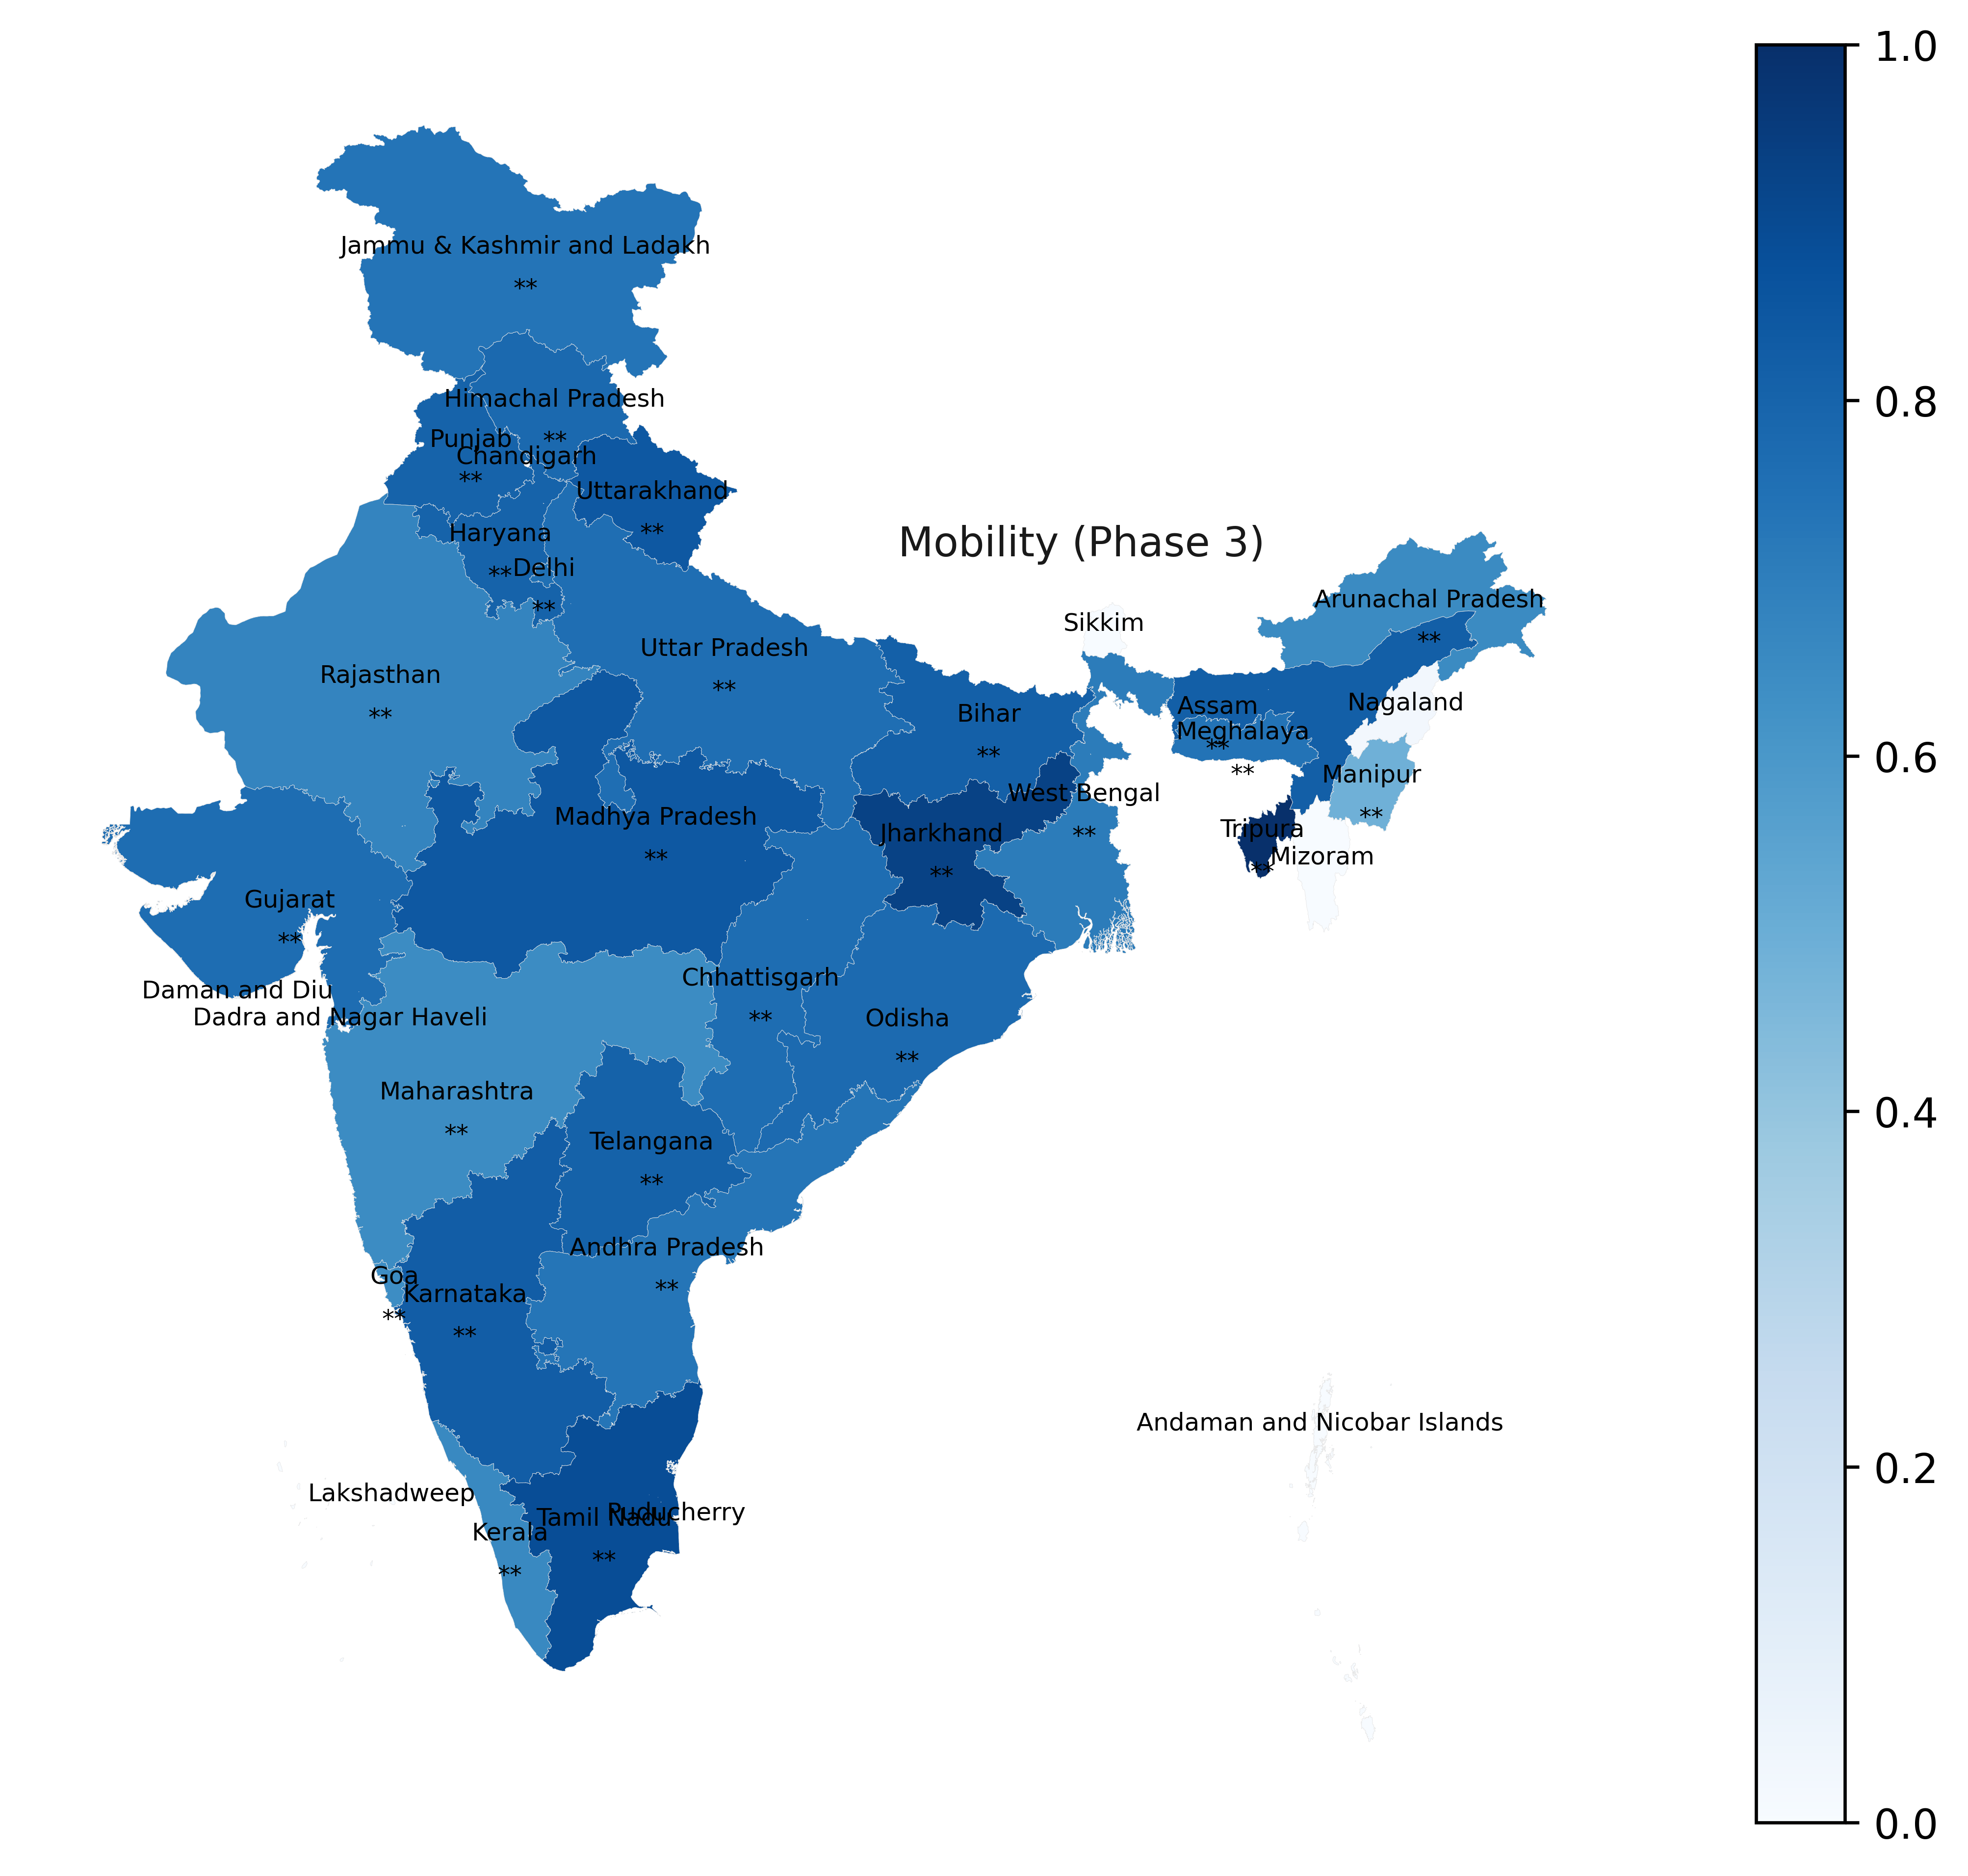 1.0
Jammu & Kashmir and Ladakh
**
Himachal Pradesh
**
0.8
Punjab
**
Chandigarh
Uttarakhand
**
Haryana
**
Delhi
**
Mobility (Phase 3)
Arunachal Pradesh
**
Sikkim
Uttar Pradesh
**
Rajasthan
**
Bihar
**
Assam
**
Nagaland
Meghalaya
**
0.6
Manipur
**
West Bengal
**
Madhya Pradesh
**
Jharkhand
**
Tripura
**
Mizoram
Gujarat
**
Chhattisgarh
**
Daman and Diu
Dadra and Nagar Haveli
Odisha
**
Maharashtra
**
0.4
Telangana
**
Andhra Pradesh
**
Goa
**
Karnataka
**
Andaman and Nicobar Islands
0.2
Lakshadweep
Puducherry
Tamil Nadu
**
Kerala
**
0.0